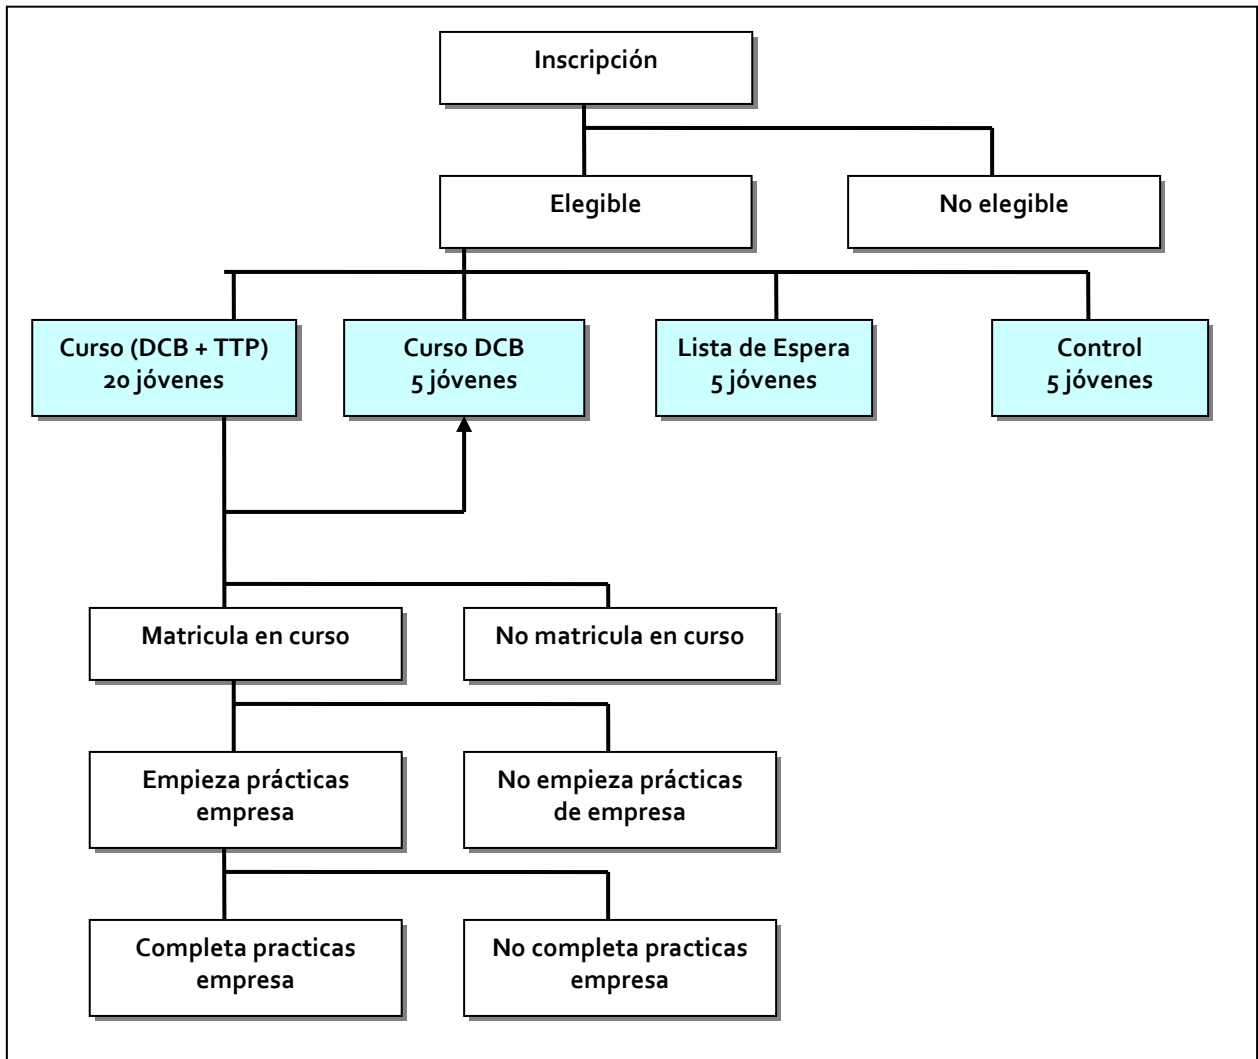 Inscripción
Elegible
No elegible
Curso (DCB + TTP)
20 jóvenes
Curso DCB
5 jóvenes
Lista de Espera
5 jóvenes
Control
5 jóvenes
Matricula en curso
No matricula en curso
Empieza prácticas
empresa
No empieza prácticas
de empresa
Completa practicas
empresa
No completa practicas
empresa